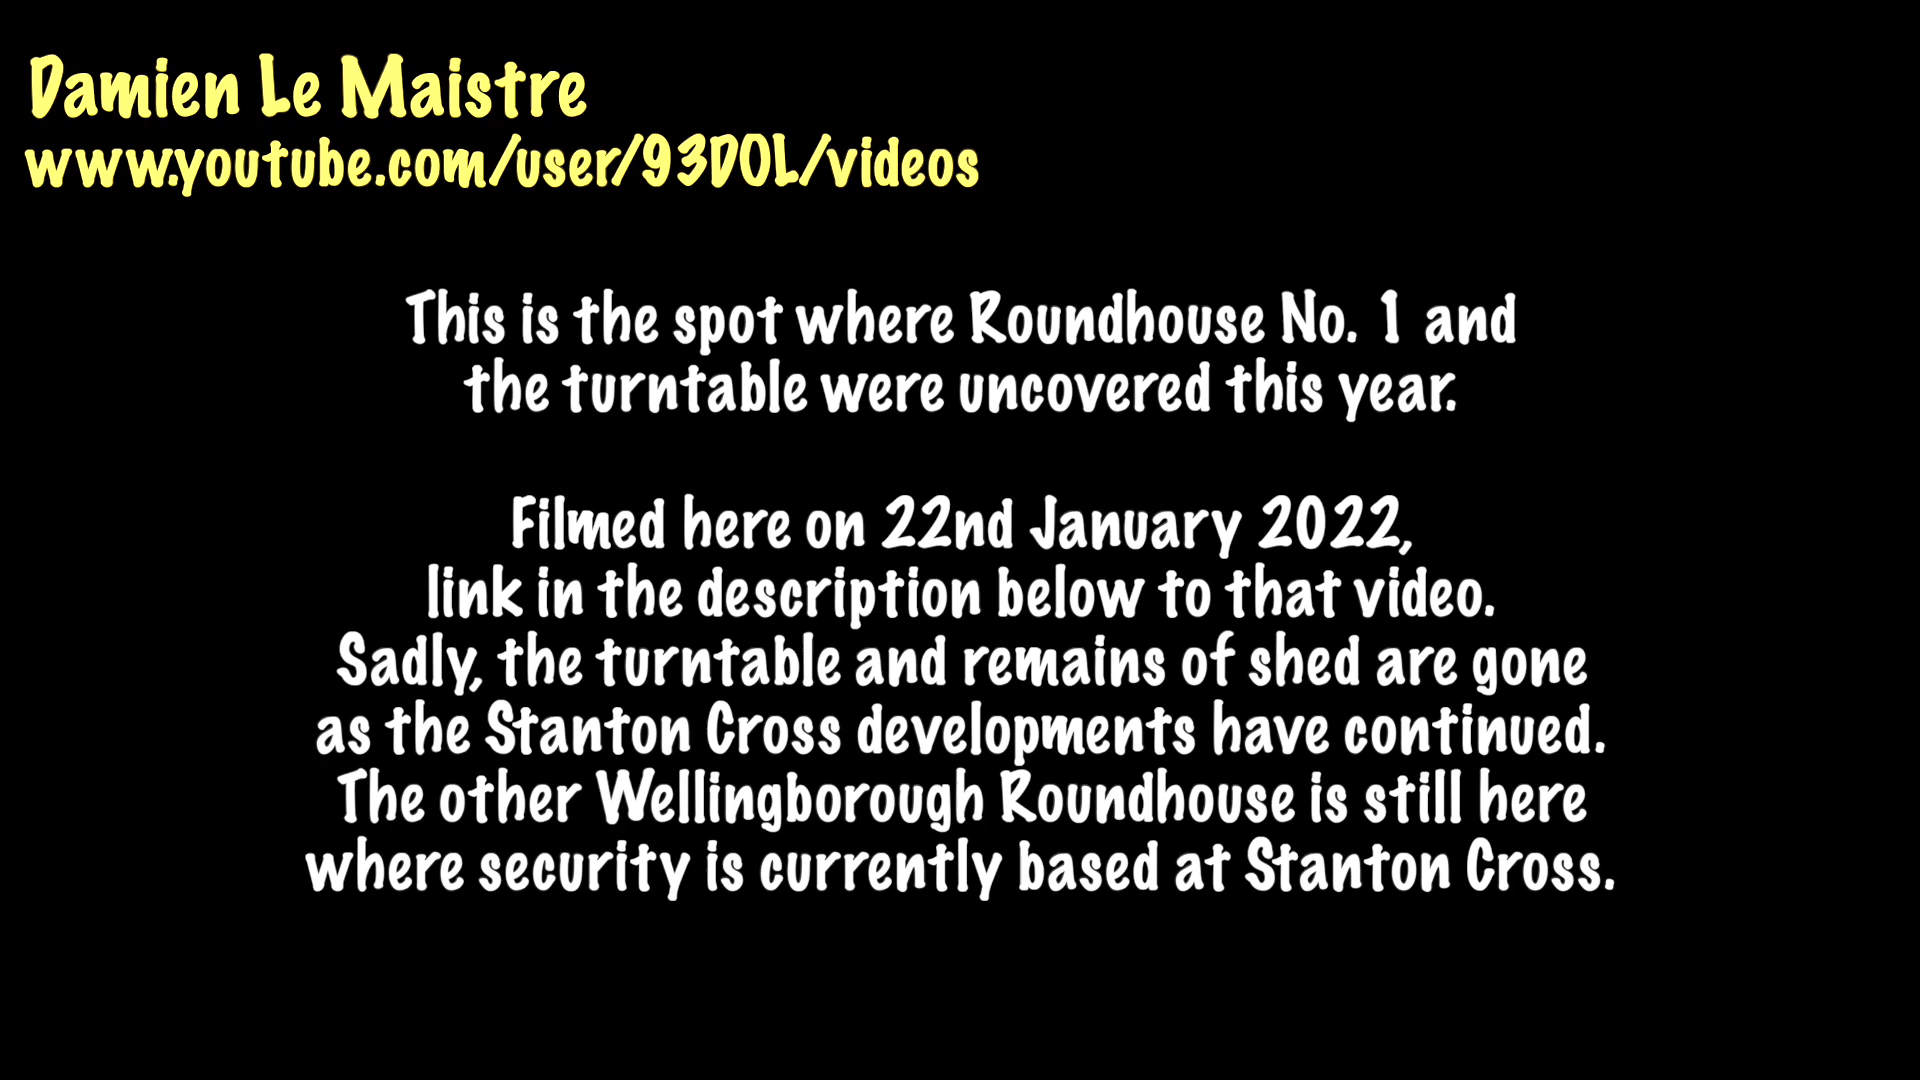 Damien Le Maistre
www.youtube.com/user/93DOL/videos
This is the spot where Roundhouse No. 1 and
the turntable were uncovered this year.
Filmed here on 22nd January 2022,
link in the description below to that video.
Sadly, the turntable and remains of shed are gone
as the Stanton Cross developments have continued.
The other Wellingborough Roundhouse is still here
where security is currently based at Stanton Cross.